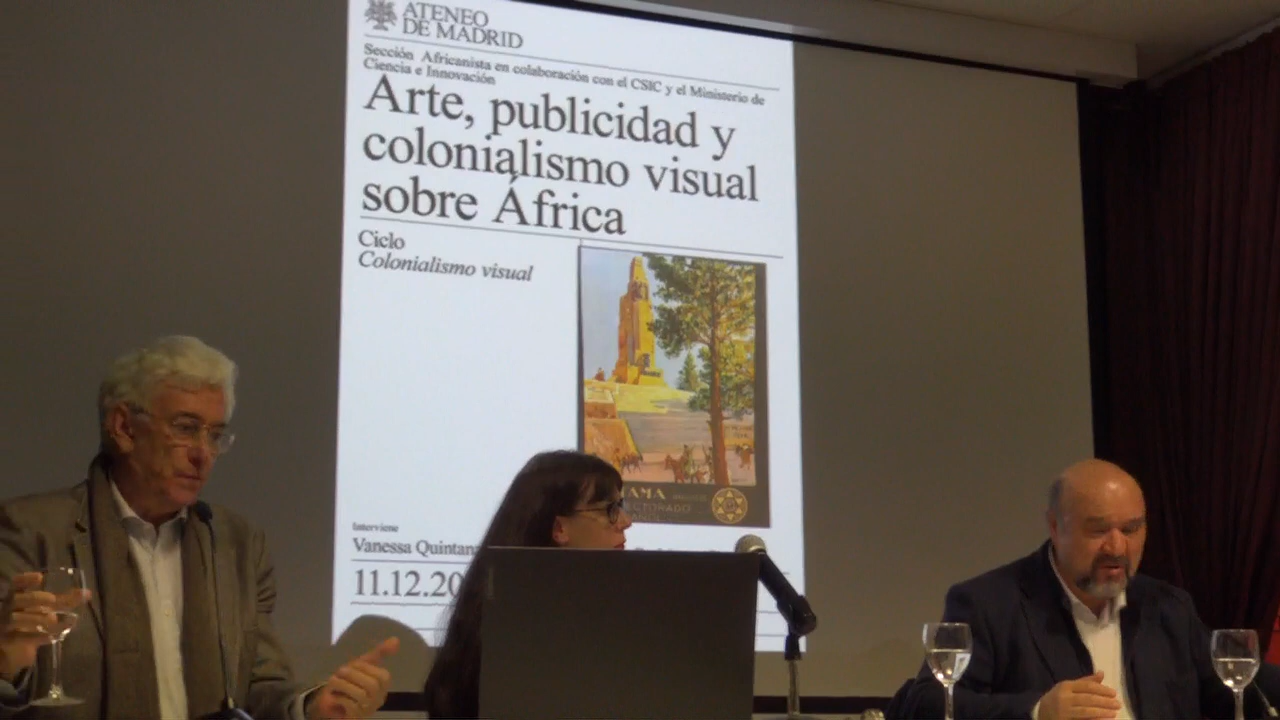 ATENEO
DE MADRID
Sección Africanista en colaboración con el CSIC y el Ministerio de
Ciencia e Innovación
Arte, publicidad y
colonialismo visual
sobre África
Ciclo
Colonialismo visual
Interviene
Vanessa Quintan
11.12.20